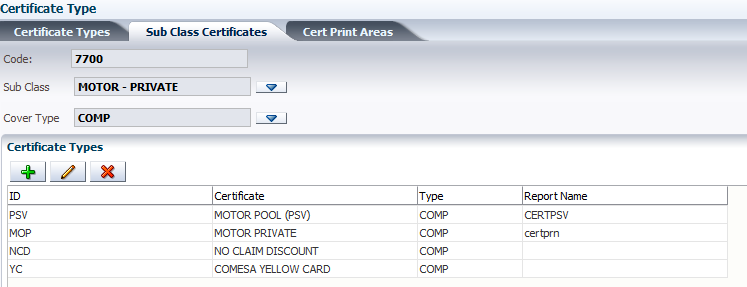 Certificate Type
Certificate Types Sub Class Certificates Cert Print Areas
Code: 7700
Sub Class MOTOR - PRIVATE
Cover Type COMP
Certificate Types
ID Certificate Type Report Name
PSV MOTOR POOL (PSV) COMP CERTPSV
MOP MOTOR PRIVATE COMP certprn
NCD NO CLAIM DISCOUNT COMP
YC COMESA YELLOW CARD COMP